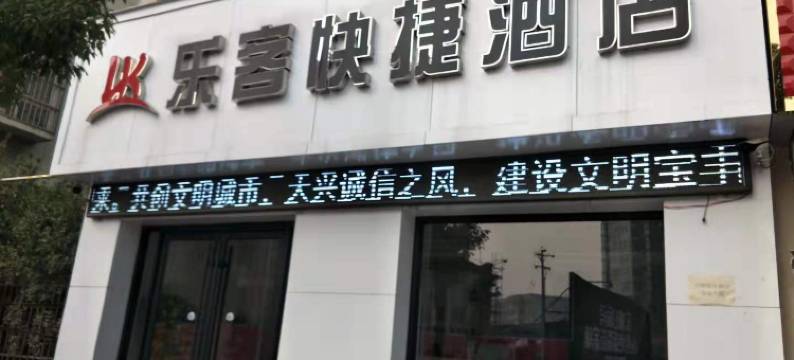 LK
乐客快捷酒店
共创文明城市. 大兴诚信之风, 建设文明宝丰